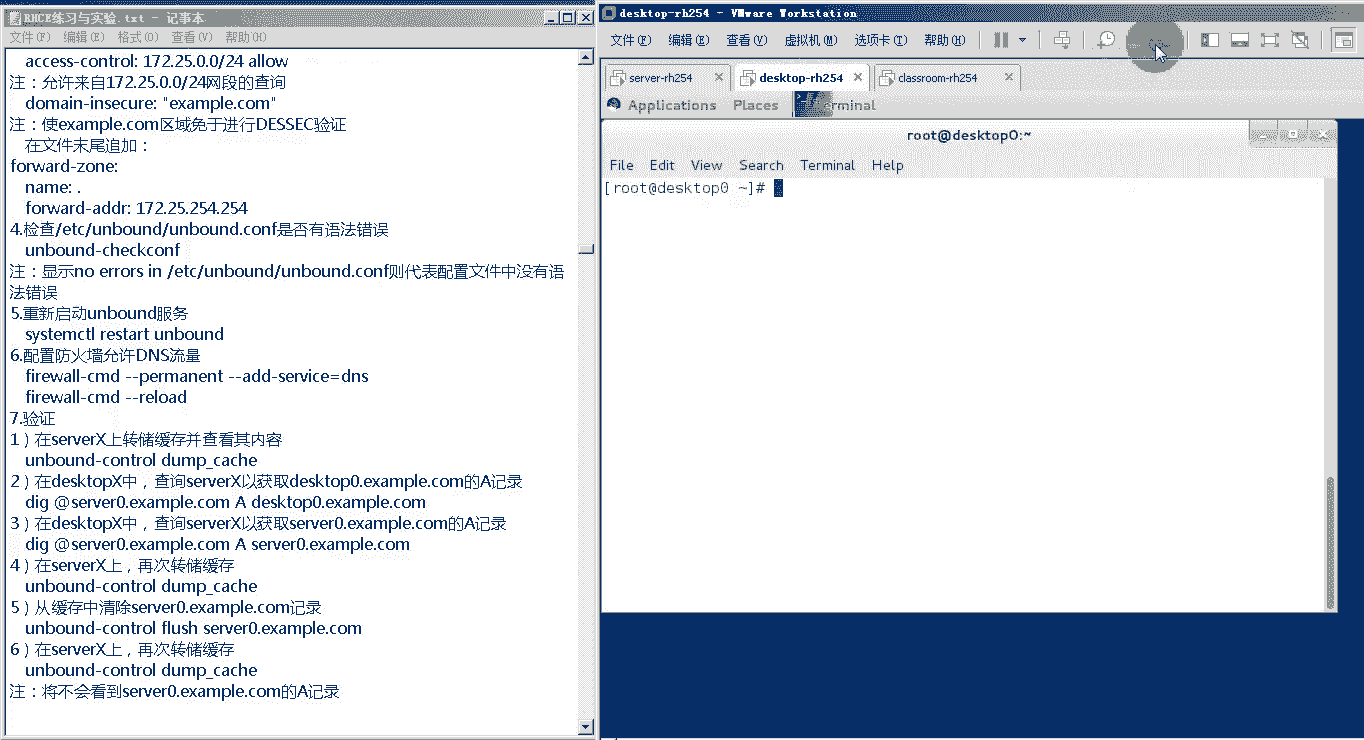 RHCE练习与实验.txt - 记事本
文件(F) 编辑(E) 格式(O) 查看(V) 帮助(H)
access-control: 172.25.0.0/24 allow
注：允许来自172.25.0.0/24网段的查询
domain-insecure: "example.com"
注：使example.com区域免于进行DESSEC验证
在文件末尾追加：
forward-zone:
name: .
forward-addr: 172.25.254.254
4.检查/etc/unbound/unbound.conf是否有语法错误
unbound-checkconf
注：显示no errors in /etc/unbound/unbound.conf则代表配置文件中没有语
法错误
5.重新启动unbound服务
systemctl restart unbound
6.配置防火墙允许DNS流量
firewall-cmd --permanent --add-service=dns
firewall-cmd --reload
7.验证
1）在serverX上转储缓存并查看其内容
unbound-control dump_cache
2）在desktopX中，查询serverX以获取desktop0.example.com的A记录
dig @server0.example.com A desktop0.example.com
3）在desktopX中，查询serverX以获取server0.example.com的A记录
dig @server0.example.com A server0.example.com
4）在serverX上，再次转储缓存
unbound-control dump_cache
5）从缓存中清除server0.example.com记录
unbound-control flush server0.example.com
6）在serverX上，再次转储缓存
unbound-control dump_cache
注：将不会看到server0.example.com的A记录
desktop-rh254 - VMware Workstation
文件(F) 编辑(E) 查看(V) 虚拟机(M) 选项卡(T) 帮助(H)
server-rh254 desktop-rh254 classroom-rh254
Applications Places
root@desktop0:~
File Edit View Search Terminal Help
[root@desktop0 ~]#